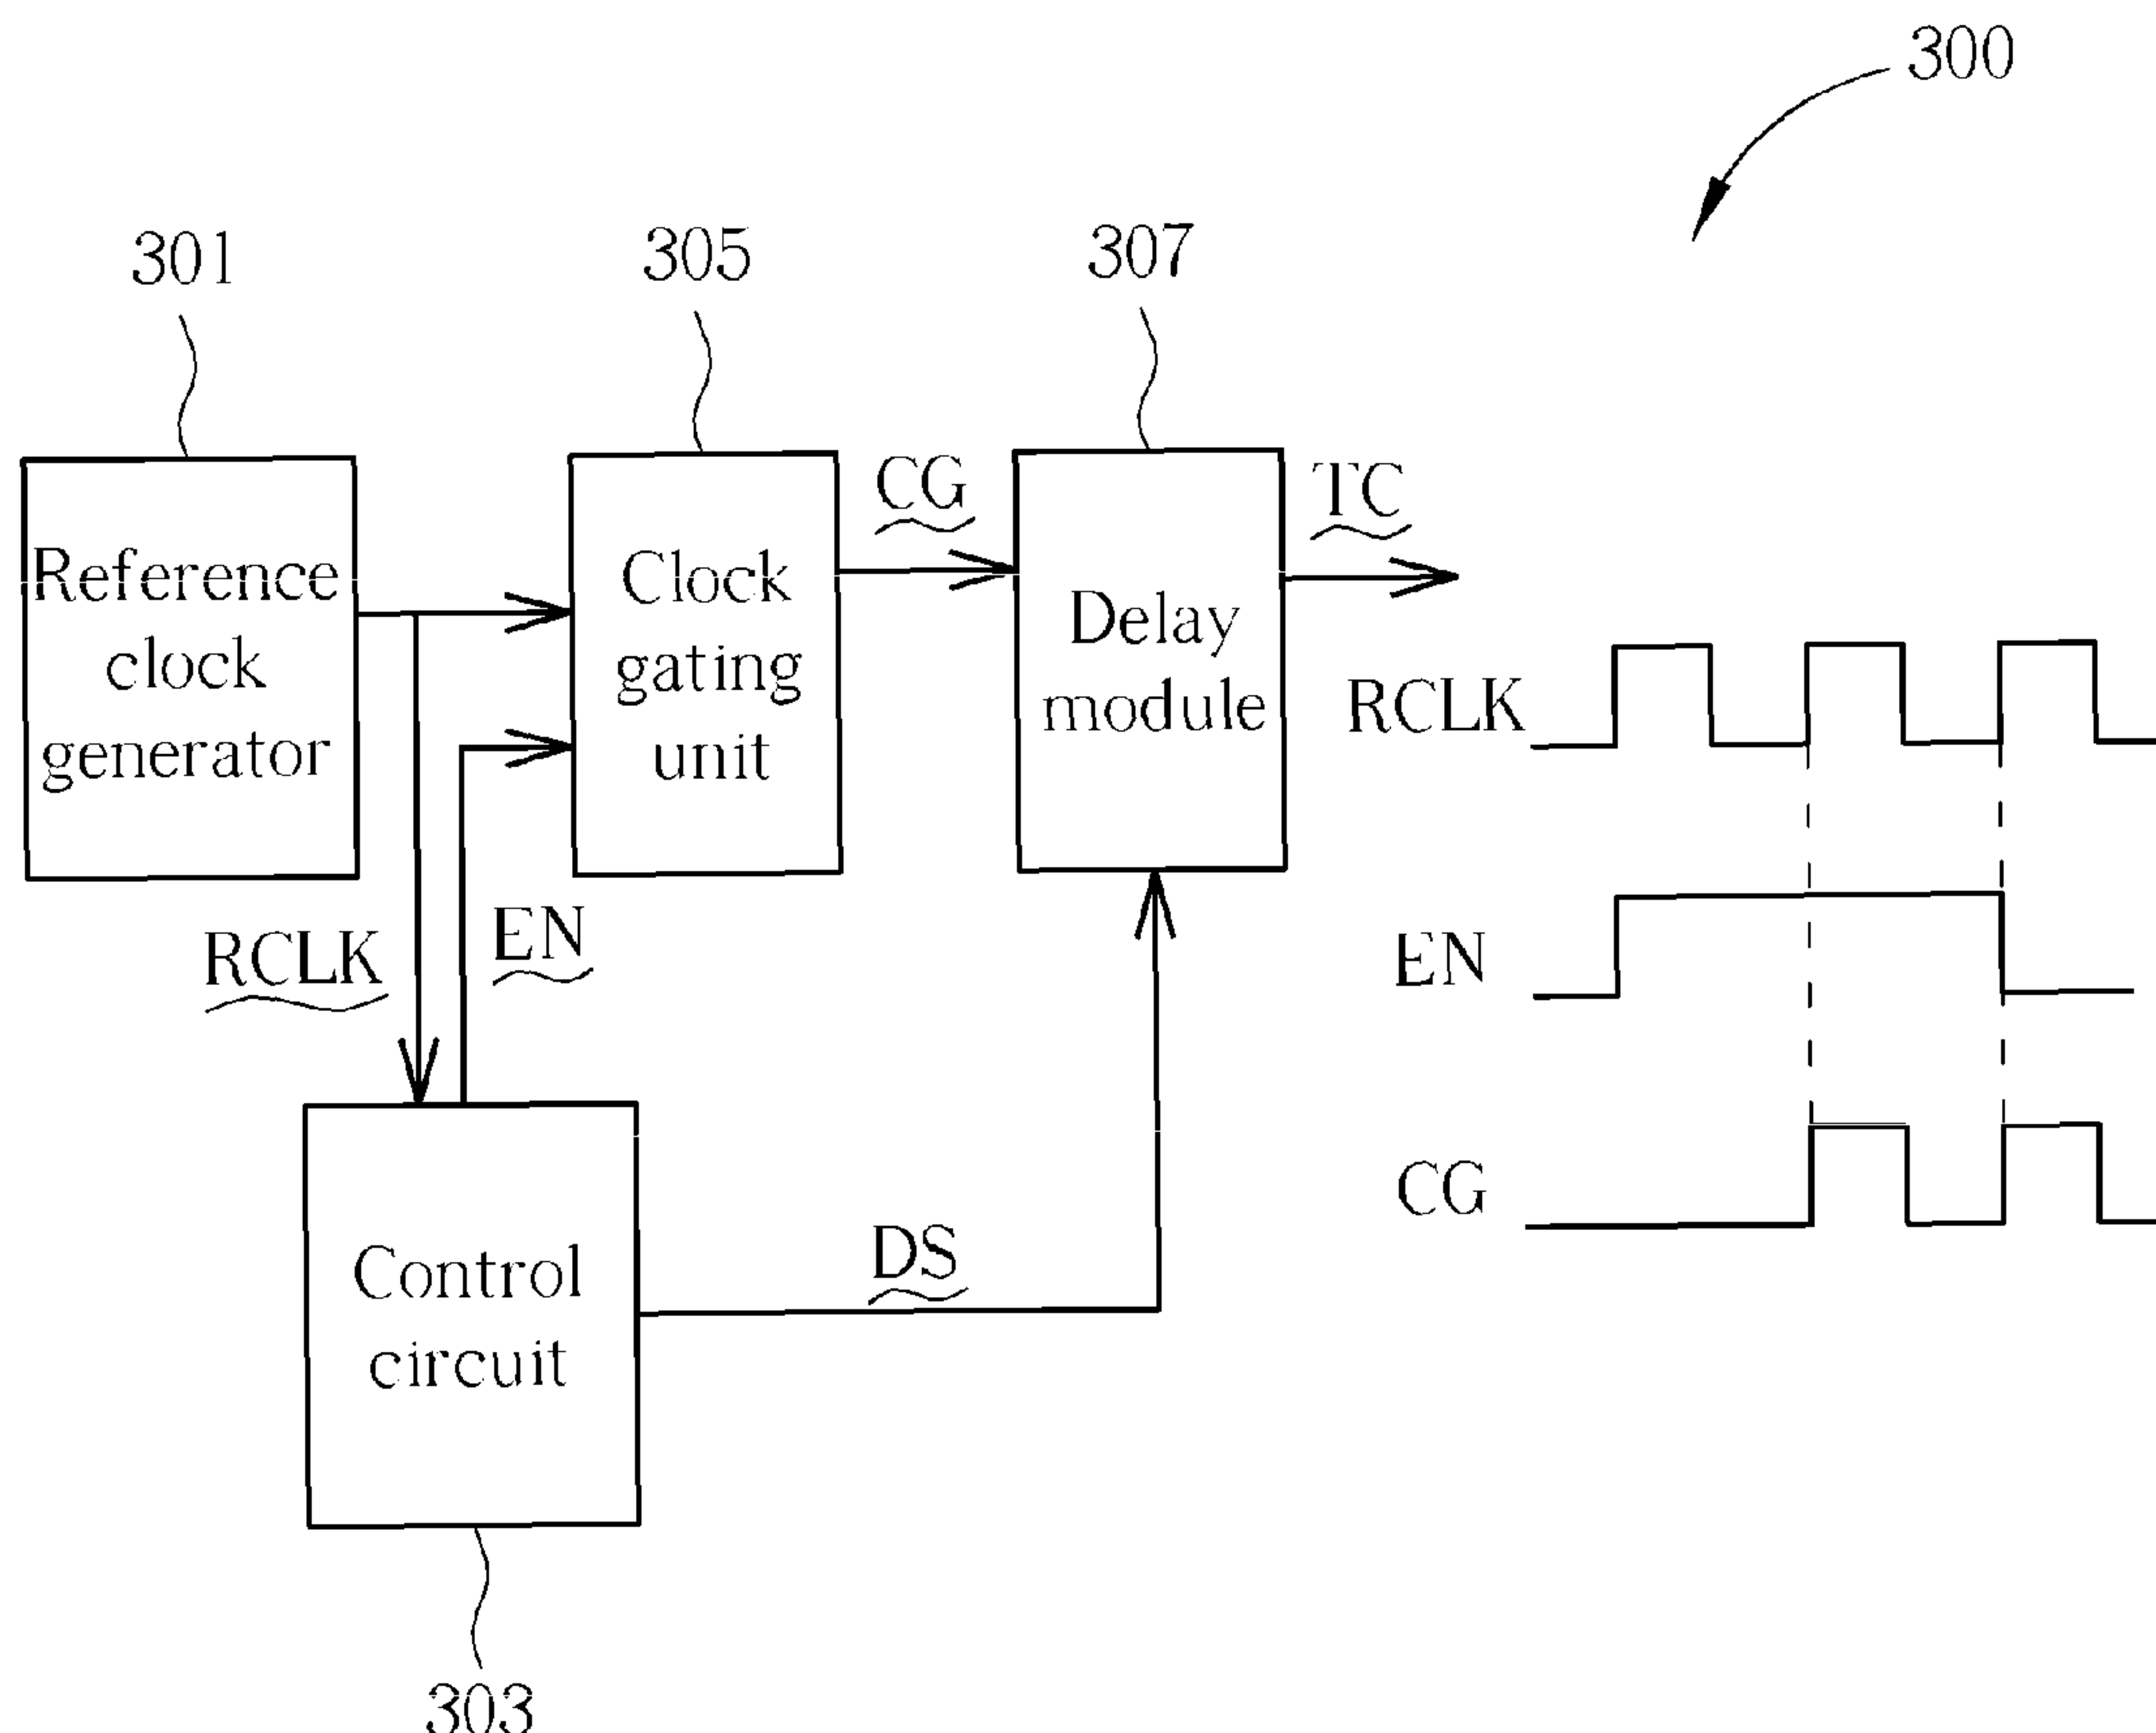 300
301
305
307
Reference
clock
generator
Clock
gating
unit
CG
Delay
module
TC
RCLK
EN
RCLK
EN
CG
Control
circuit
DS
303